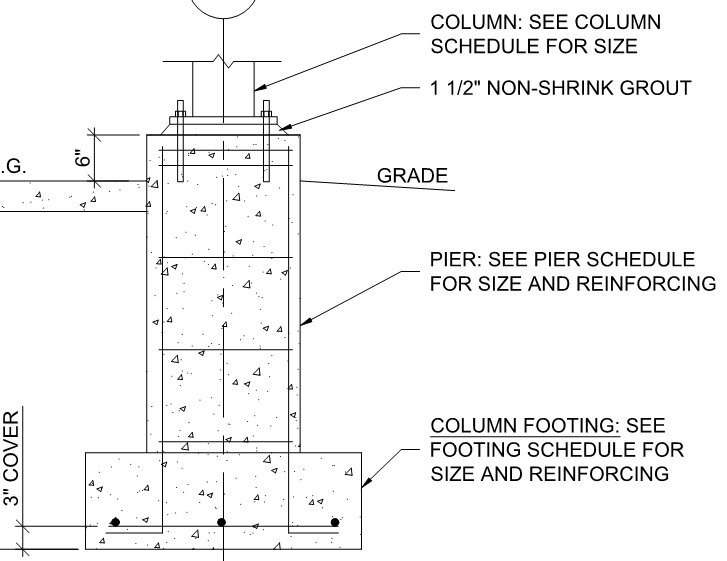 COLUMN: SEE COLUMN
SCHEDULE FOR SIZE
1 1/2" NON-SHRINK GROUT
6"
.G.
GRADE
PIER: SEE PIER SCHEDULE
FOR SIZE AND REINFORCING
3" COVER
COLUMN FOOTING: SEE
FOOTING SCHEDULE FOR
SIZE AND REINFORCING